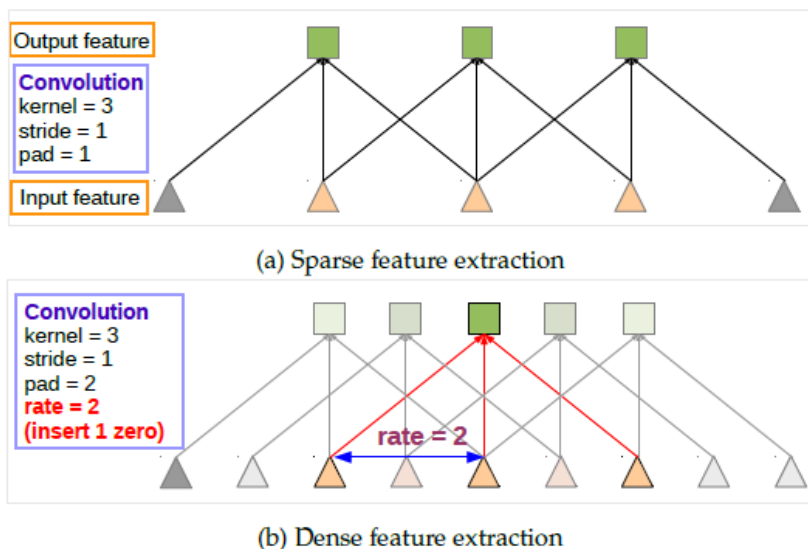 Output feature
Convolution
kernel = 3
stride = 1
pad = 1
Input feature
(a) Sparse feature extraction
Convolution
kernel = 3
stride = 1
pad = 2
rate = 2
(insert 1 zero)
rate = 2
(b) Dense feature extraction